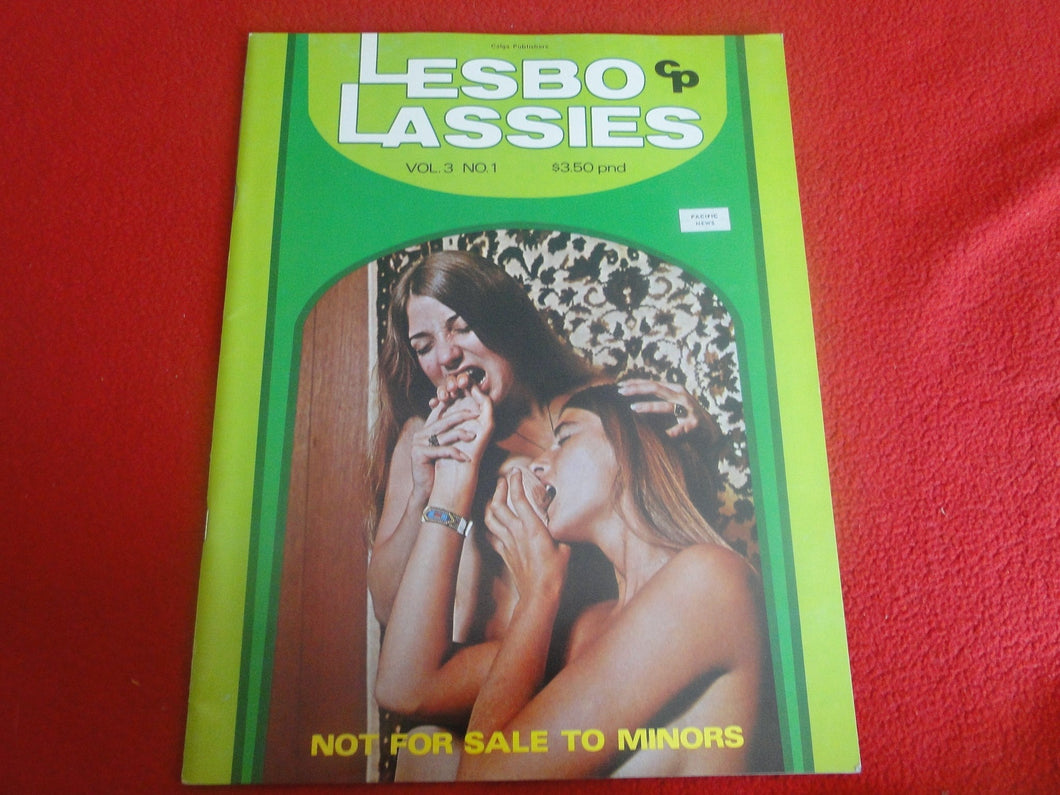 Calga Publishers
LESBO
cp
LASSIES
VOL. 3 NO. 1 $3.50 pnd
PACIFIC
NEWS
NOT FOR SALE TO MINORS